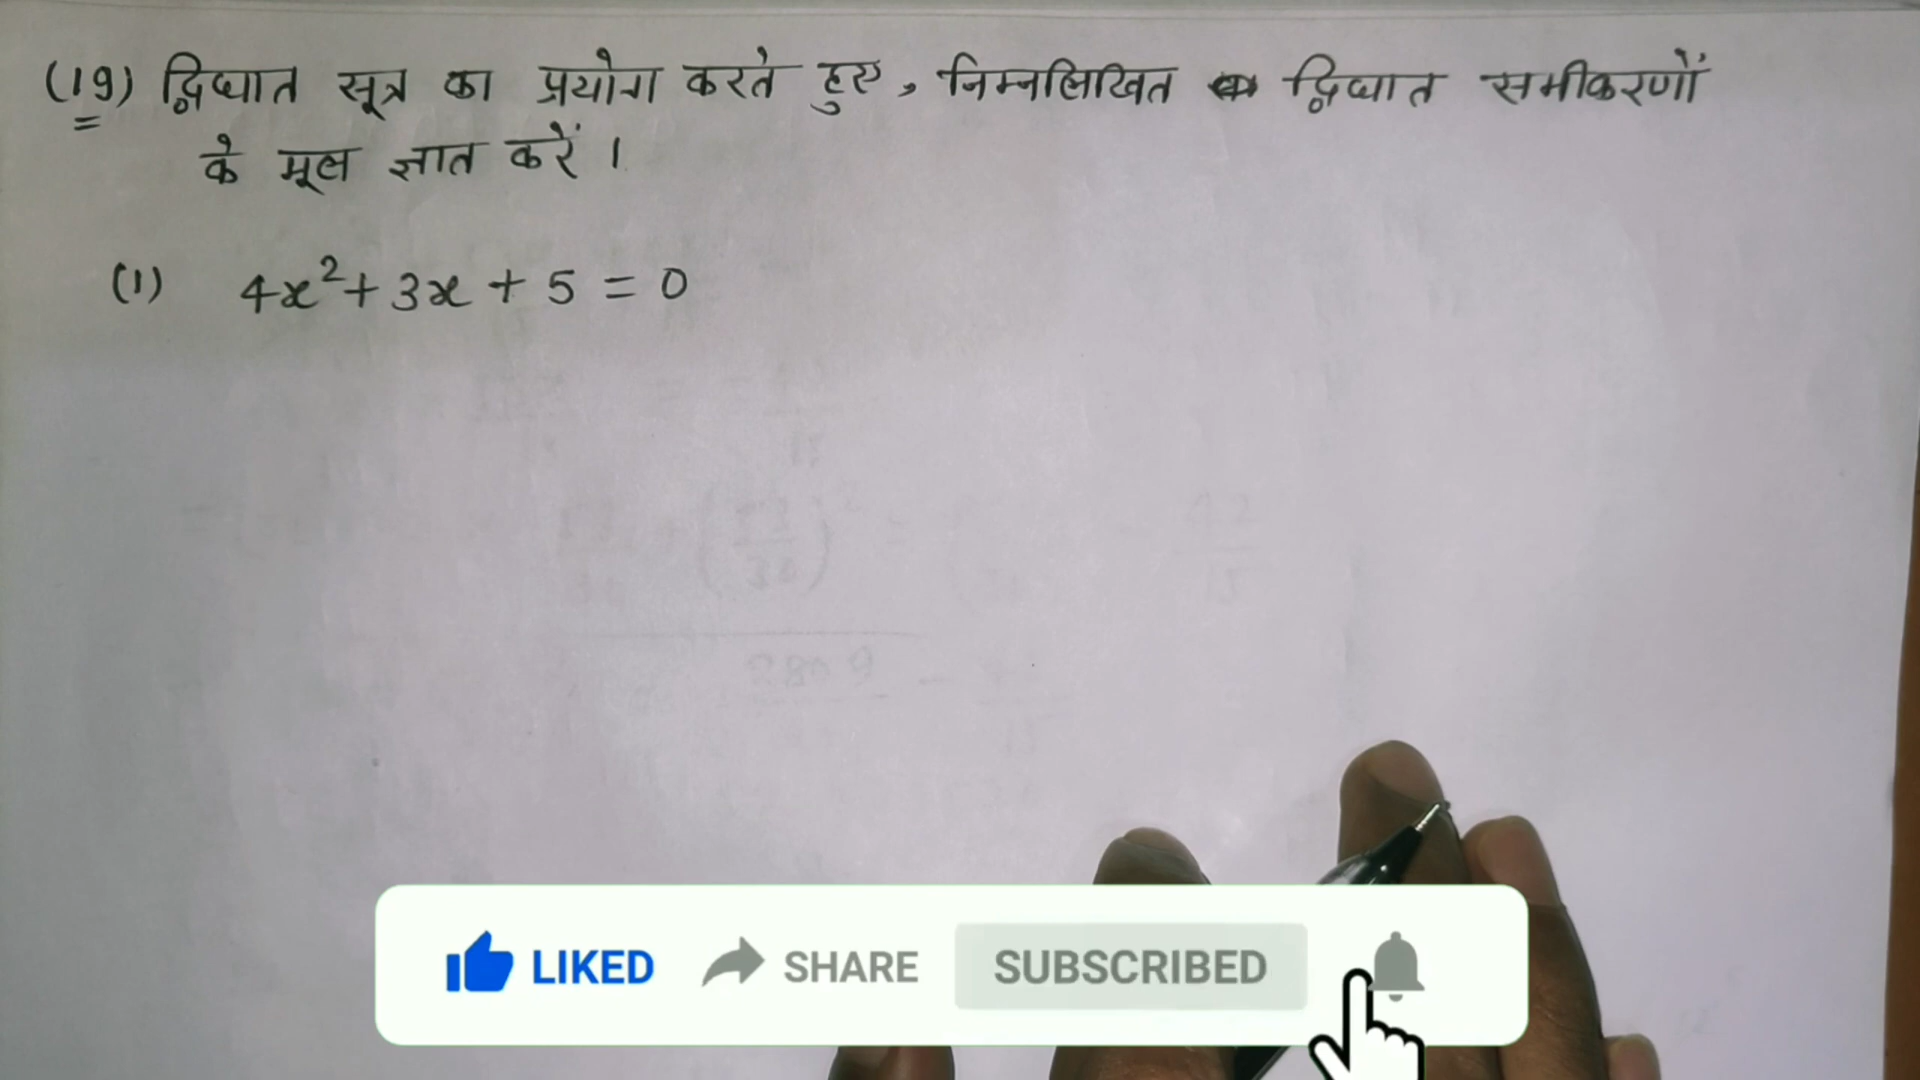 (19) द्विघात सूत्र का प्रयोग करते हुए, निम्नलिखित द्विघात समीकरणों
के मूल ज्ञात करें ।
(1) 4x²+ 3x + 5 = 0
LIKED SHARE SUBSCRIBED